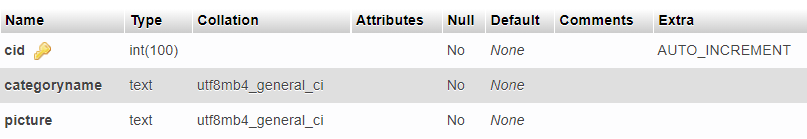 Name Type Collation Attributes Null Default Comments Extra
cid int(100) No None AUTO_INCREMENT
categoryname text utf8mb4_general_ci No None
picture text utf8mb4_general_ci No None